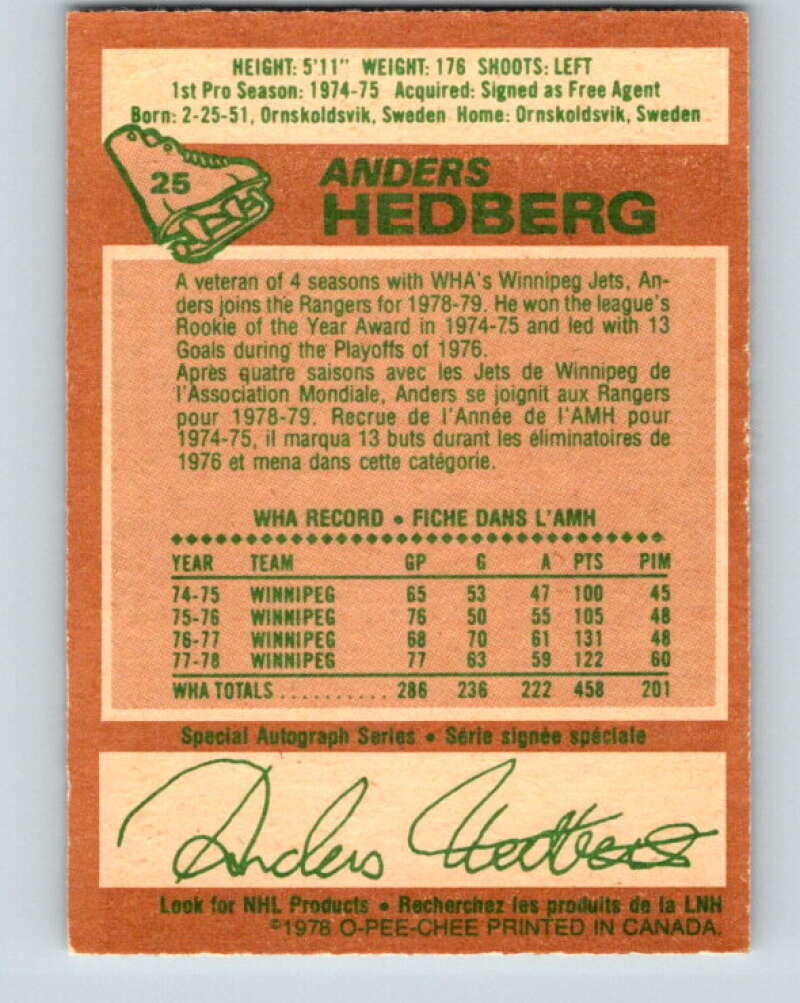 HEIGHT: 5'11" WEIGHT: 176 SHOOTS: LEFT
1st Pro Season: 1974-75 Acquired: Signed as Free Agent
Born: 2-25-51, Ornskoldsvik, Sweden Home: Ornskoldsvik, Sweden
25
ANDERS
HEDBERG
A veteran of 4 seasons with WHA's Winnipeg Jets, An-
ders joins the Rangers for 1978-79. He won the league's
Rookie of the Year Award in 1974-75 and led with 13
Goals during the Playoffs of 1976.
Après quatre saisons avec les Jets de Winnipeg de
l'Association Mondiale, Anders se joignit aux Rangers
pour 1978-79. Recrue de l'Année de l'AMH pour
1974-75, il marqua 13 buts durant les éliminatoires de
1976 et mena dans cette catégorie.
WHA RECORD • FICHE DANS L'AMH
YEAR TEAM GP G A PTS PIM
74-75 WINNIPEG 65 53 47 100 45
75-76 WINNIPEG 76 50 55 105 48
76-77 WINNIPEG 68 70 61 131 48
77-78 WINNIPEG 77 63 59 122 60
WHA TOTALS .......... 286 236 222 458 201
Special Autograph Series • Série signée spéciale
Anders Hedberg
Look for NHL Products • Recherchez les produits de la LNH
©1978 O-PEE-CHEE PRINTED IN CANADA.